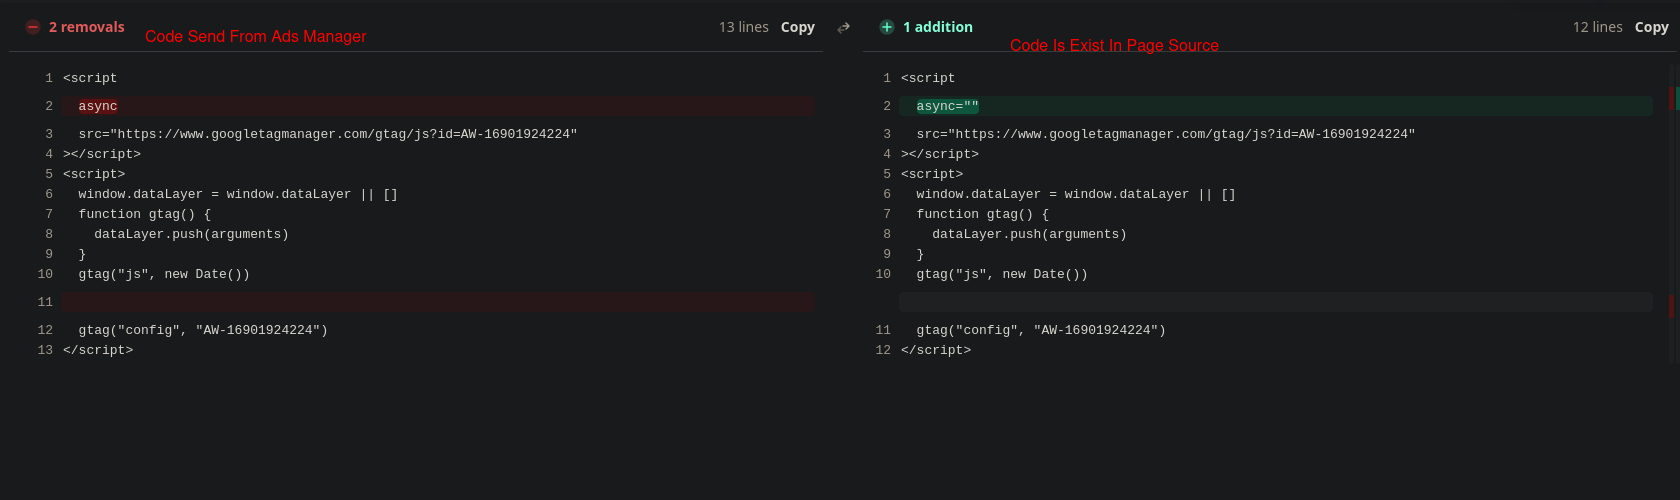 2 removals
Code Send From Ads Manager
13 lines Copy
1 <script
2 async
3 src="https://www.googletagmanager.com/gtag/js?id=AW-16901924224"
4 ></script>
5 <script>
6 window.dataLayer = window.dataLayer || []
7 function gtag() {
8 dataLayer.push(arguments)
9 }
10 gtag("js", new Date())
11
12 gtag("config", "AW-16901924224")
13 </script>
1 addition
Code Is Exist In Page Source
12 lines Copy
1 <script
2 async=""
3 src="https://www.googletagmanager.com/gtag/js?id=AW-16901924224"
4 ></script>
5 <script>
6 window.dataLayer = window.dataLayer || []
7 function gtag() {
8 dataLayer.push(arguments)
9 }
10 gtag("js", new Date())
11 gtag("config", "AW-16901924224")
12 </script>